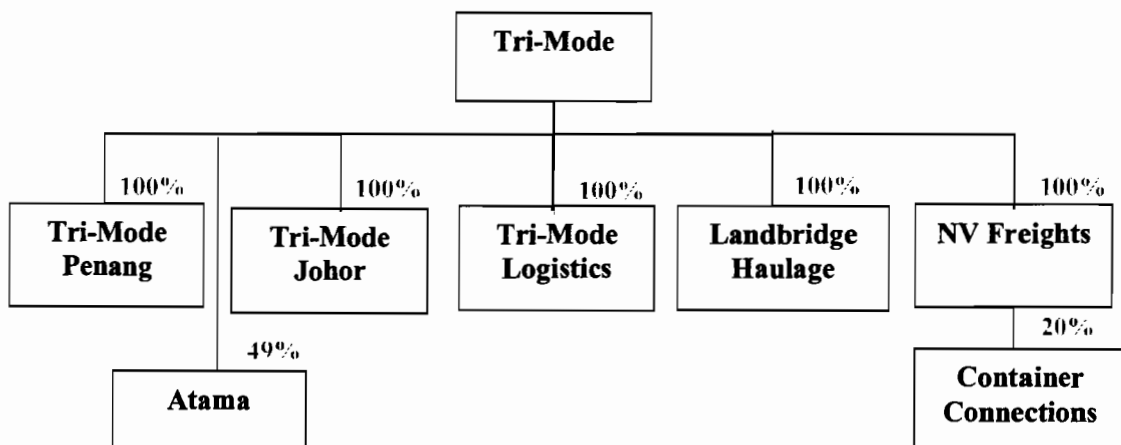 Tri-Mode
100%
100%
100%
100%
100%
Tri-Mode
Penang
Tri-Mode
Johor
Tri-Mode
Logistics
Landbridge
Haulage
NV Freights
49%
20%
Atama
Container
Connections